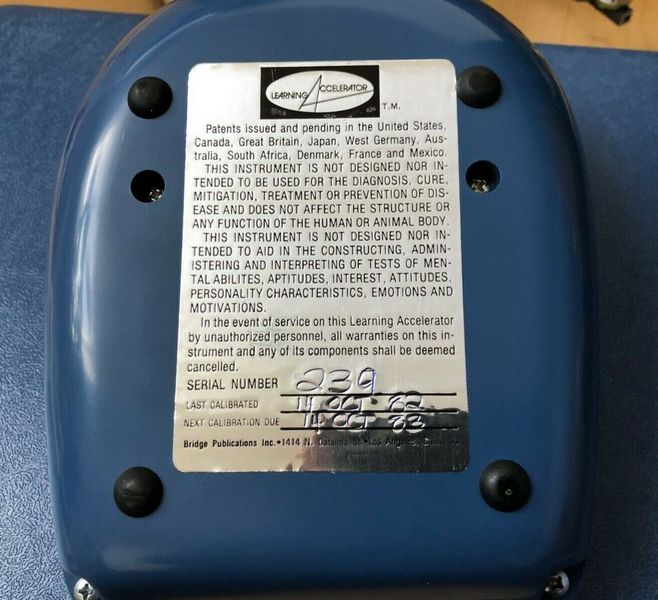 LEARNING ACCELERATOR
T.M.
Patents issued and pending in the United States,
Canada, Great Britain, Japan, West Germany, Aus-
tralia, South Africa, Denmark, France and Mexico.
THIS INSTRUMENT IS NOT DESIGNED NOR IN-
TENDED TO BE USED FOR THE DIAGNOSIS, CURE,
MITIGATION, TREATMENT OR PREVENTION OF DIS-
EASE AND DOES NOT AFFECT THE STRUCTURE OR
ANY FUNCTION OF THE HUMAN OR ANIMAL BODY.
THIS INSTRUMENT IS NOT DESIGNED NOR IN-
TENDED TO AID IN THE CONSTRUCTING, ADMIN-
ISTERING AND INTERPRETING OF TESTS OF MEN-
TAL ABILITES, APTITUDES, INTEREST, ATTITUDES,
PERSONALITY CHARACTERISTICS, EMOTIONS AND
MOTIVATIONS.
In the event of service on this Learning Accelerator
by unauthorized personnel, all warranties on this in-
strument and any of its components shall be deemed
cancelled.
SERIAL NUMBER 239
LAST CALIBRATED 14 OCT 82
NEXT CALIBRATION DUE 14 OCT 83
Bridge Publications Inc.•1414 N. Catalina St.•Los Angeles,